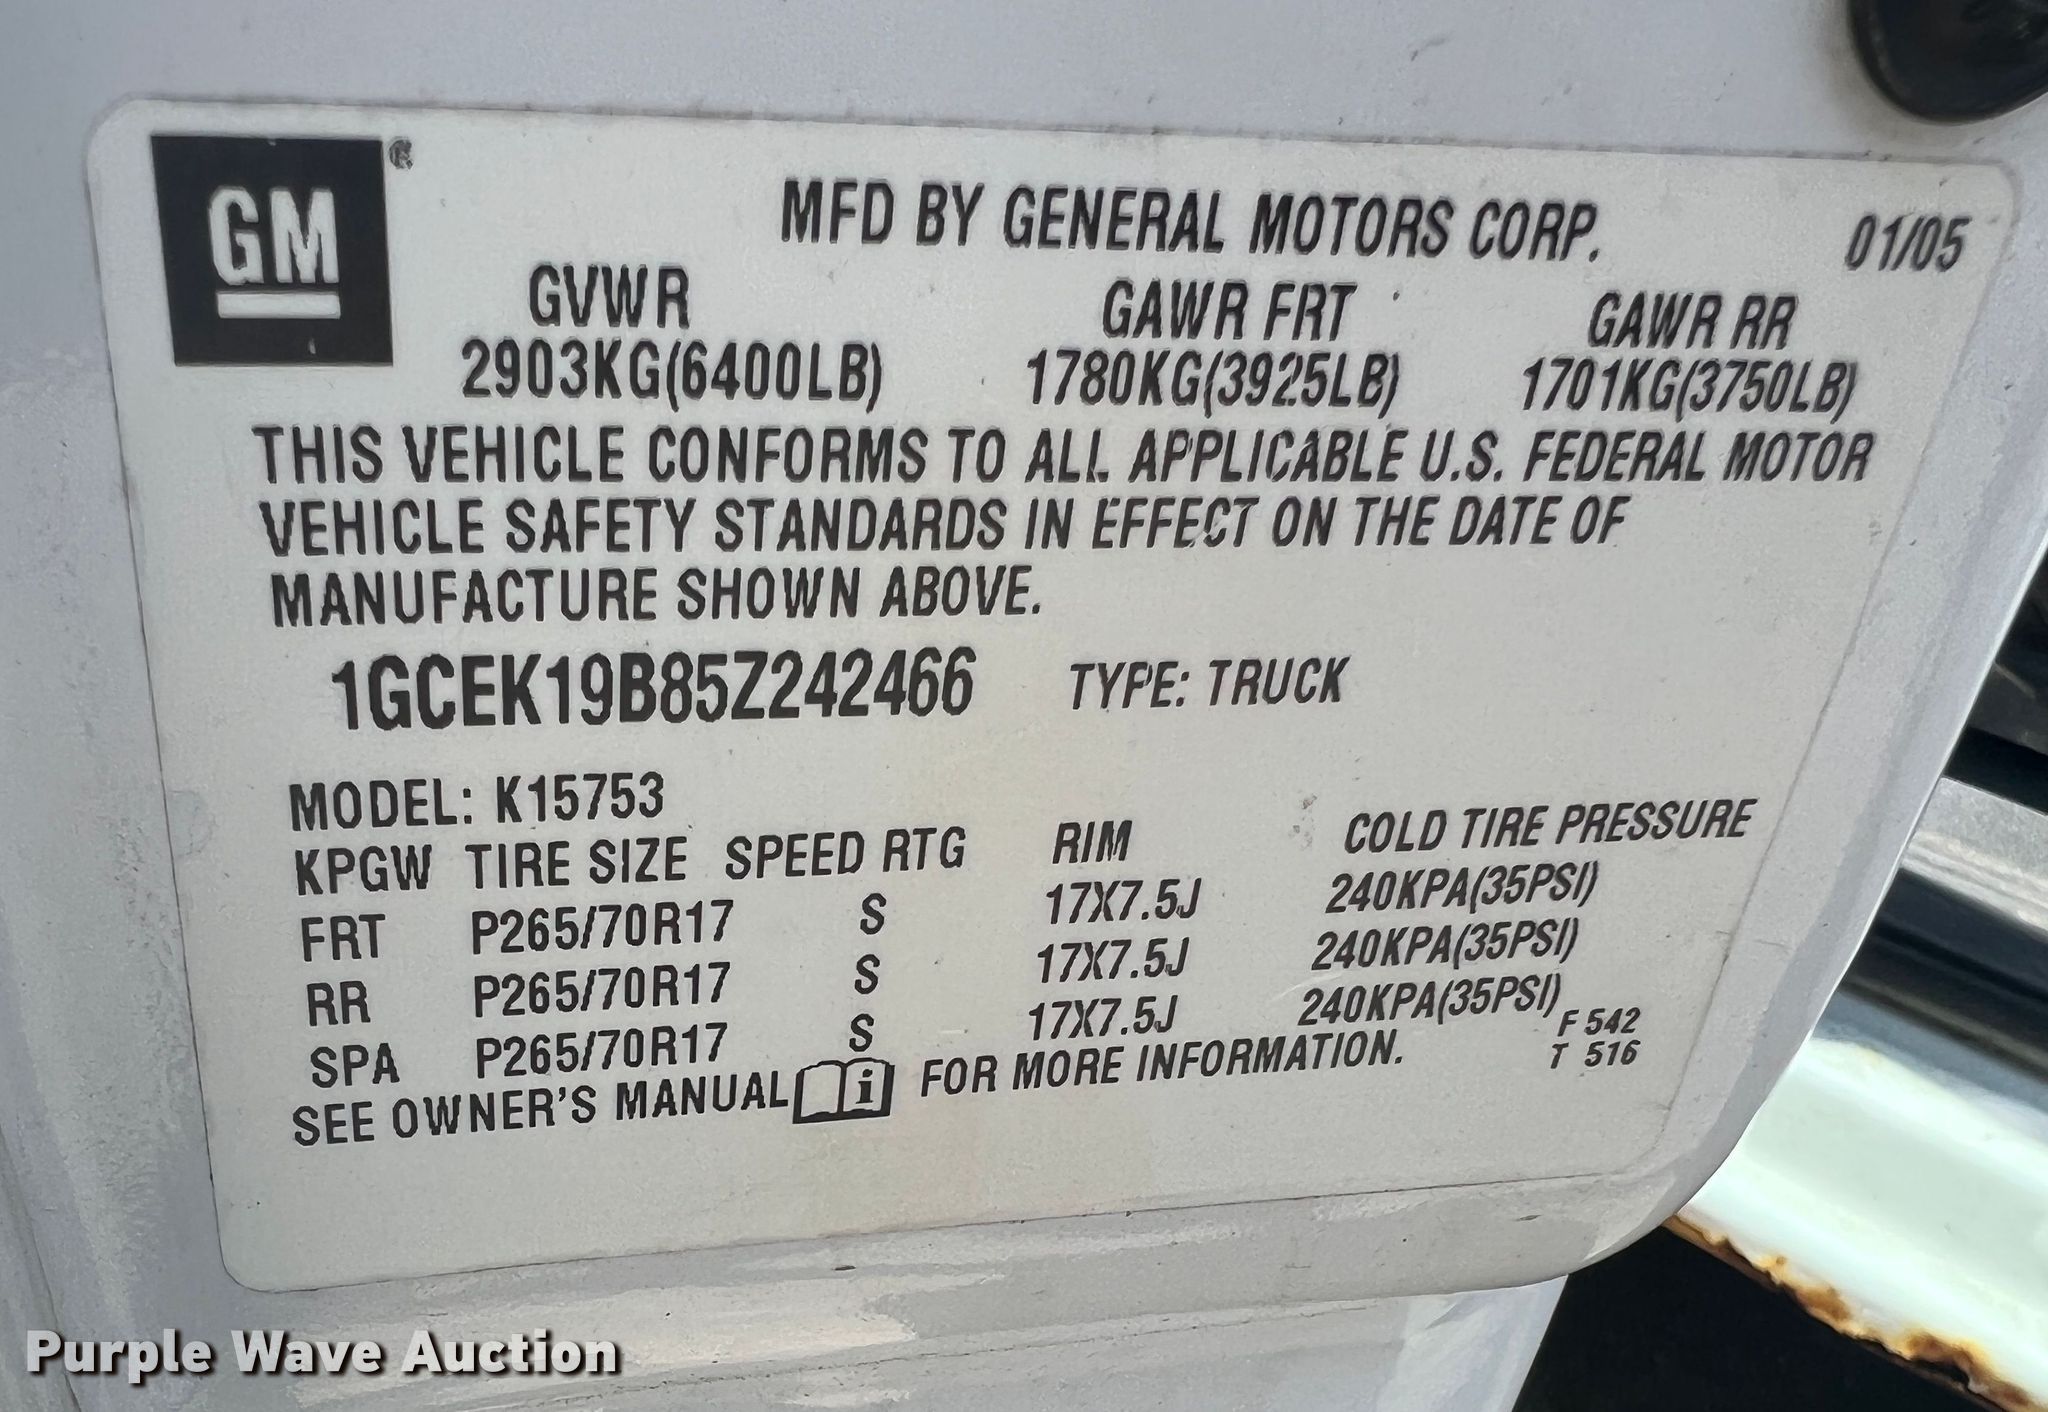 GM ®
MFD BY GENERAL MOTORS CORP. 01/05
GVWR GAWR FRT GAWR RR
2903KG(6400LB) 1780KG(3925LB) 1701KG(3750LB)
THIS VEHICLE CONFORMS TO ALL APPLICABLE U.S. FEDERAL MOTOR
VEHICLE SAFETY STANDARDS IN EFFECT ON THE DATE OF
MANUFACTURE SHOWN ABOVE.
1GCEK19B85Z242466 TYPE: TRUCK
MODEL: K15753
KPGW TIRE SIZE SPEED RTG RIM COLD TIRE PRESSURE
FRT P265/70R17 S 17X7.5J 240KPA(35PSI)
RR P265/70R17 S 17X7.5J 240KPA(35PSI)
SPA P265/70R17 S 17X7.5J 240KPA(35PSI)
SEE OWNER'S MANUAL i FOR MORE INFORMATION.
F 542
T 516
Purple Wave Auction